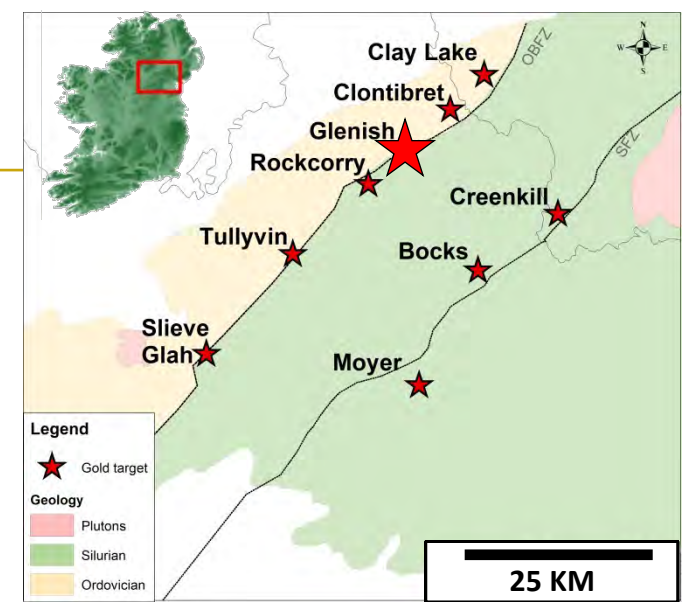 N
W
E
S
Clay Lake
OBFZ
Clontibret
Glenish
SFZ
Rockcorry
Creenkill
Tullyvin
Bocks
Slieve
Glah
Moyer
Legend
Gold target
Geology
Plutons
Silurian
Ordovician
25 KM